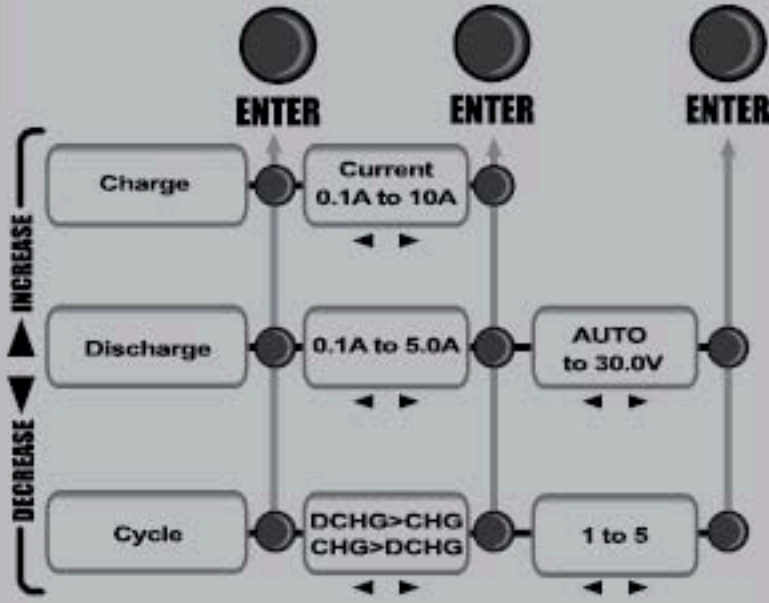 ENTER
ENTER
ENTER
INCREASE
DECREASE
Charge
Current
0.1A to 10A
Discharge
0.1A to 5.0A
AUTO
to 30.0V
Cycle
DCHG>CHG
CHG>DCHG
1 to 5